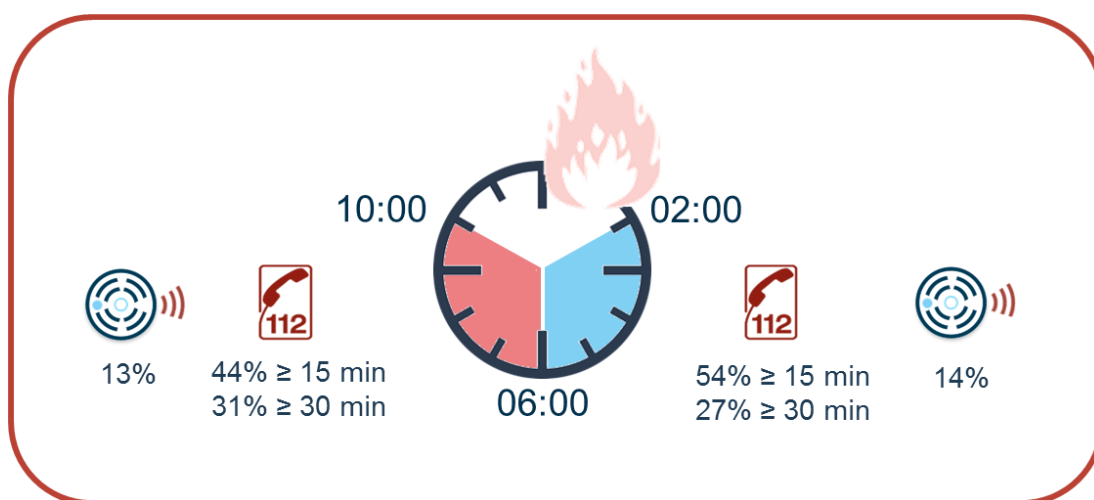 10:00
02:00
112
112
13%
44% ≥ 15 min
31% ≥ 30 min
06:00
54% ≥ 15 min
27% ≥ 30 min
14%